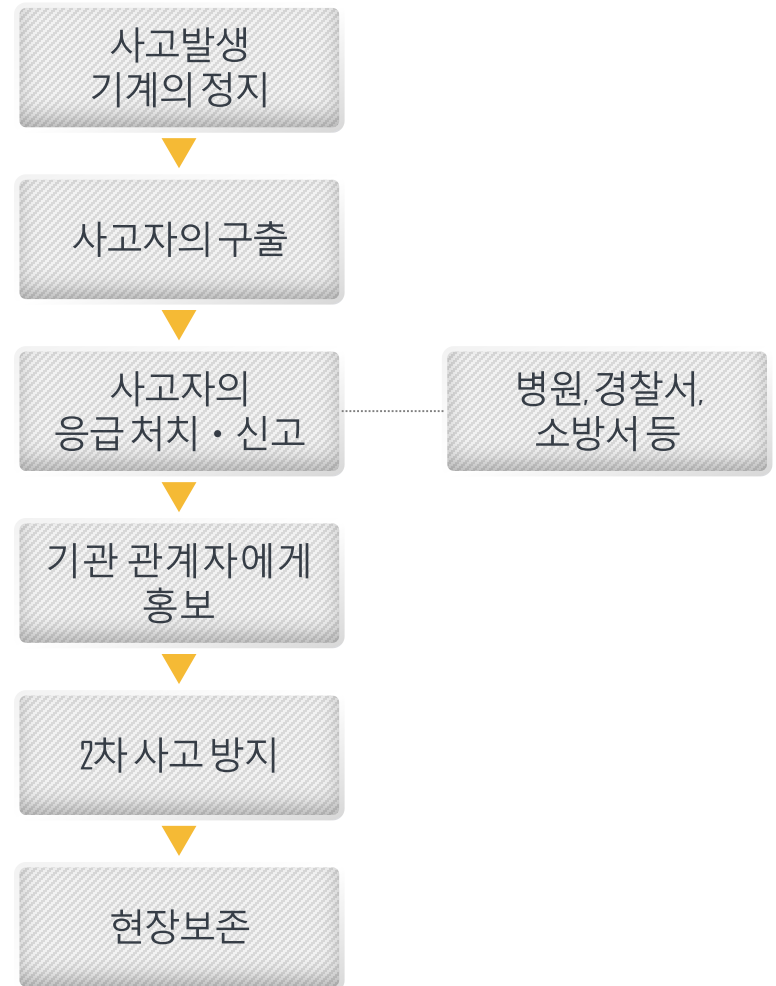 사고발생
기계의 정지
사고자의 구출
사고자의
응급 처치 · 신고
병원, 경찰서,
소방서 등
기관 관계자에게
홍보
2차 사고 방지
현장보존